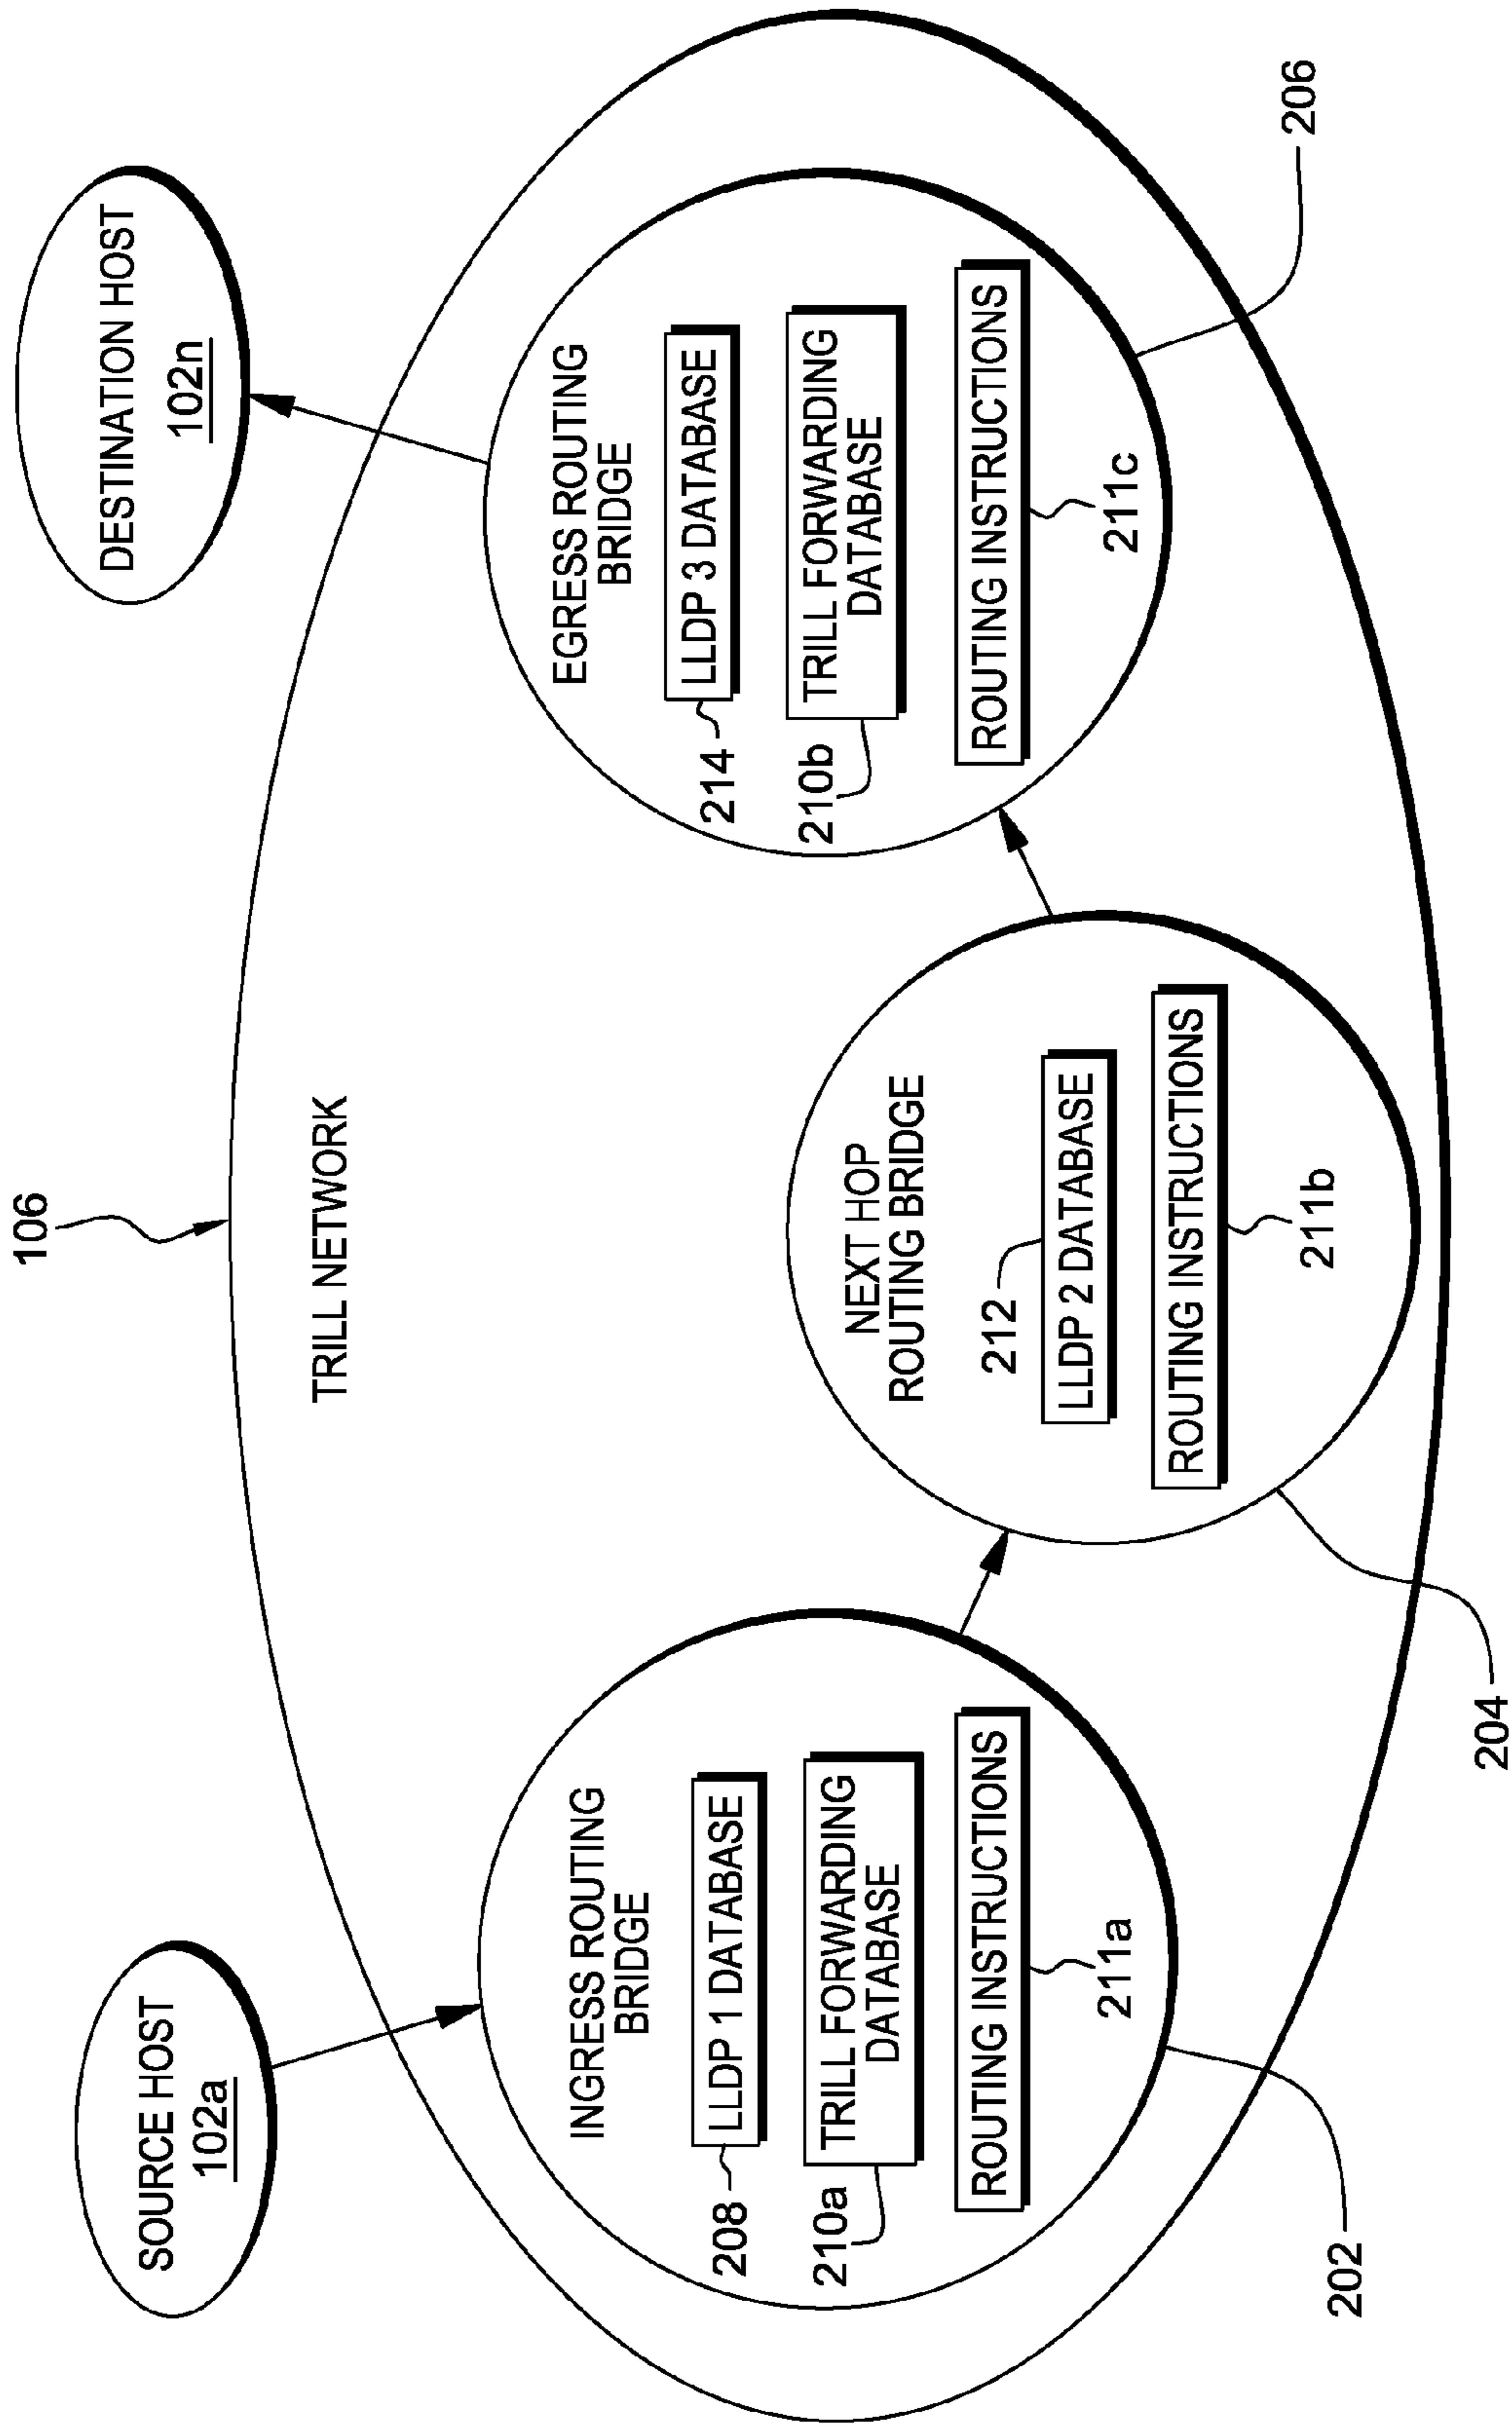 106
SOURCE HOST
102a
DESTINATION HOST
102n
TRILL NETWORK
INGRESS ROUTING
BRIDGE
208
LLDP 1 DATABASE
210a
TRILL FORWARDING
DATABASE
ROUTING INSTRUCTIONS
211a
202
NEXT HOP
ROUTING BRIDGE
212
LLDP 2 DATABASE
ROUTING INSTRUCTIONS
211b
204
EGRESS ROUTING
BRIDGE
214
LLDP 3 DATABASE
210b
TRILL FORWARDING
DATABASE
ROUTING INSTRUCTIONS
211c
206